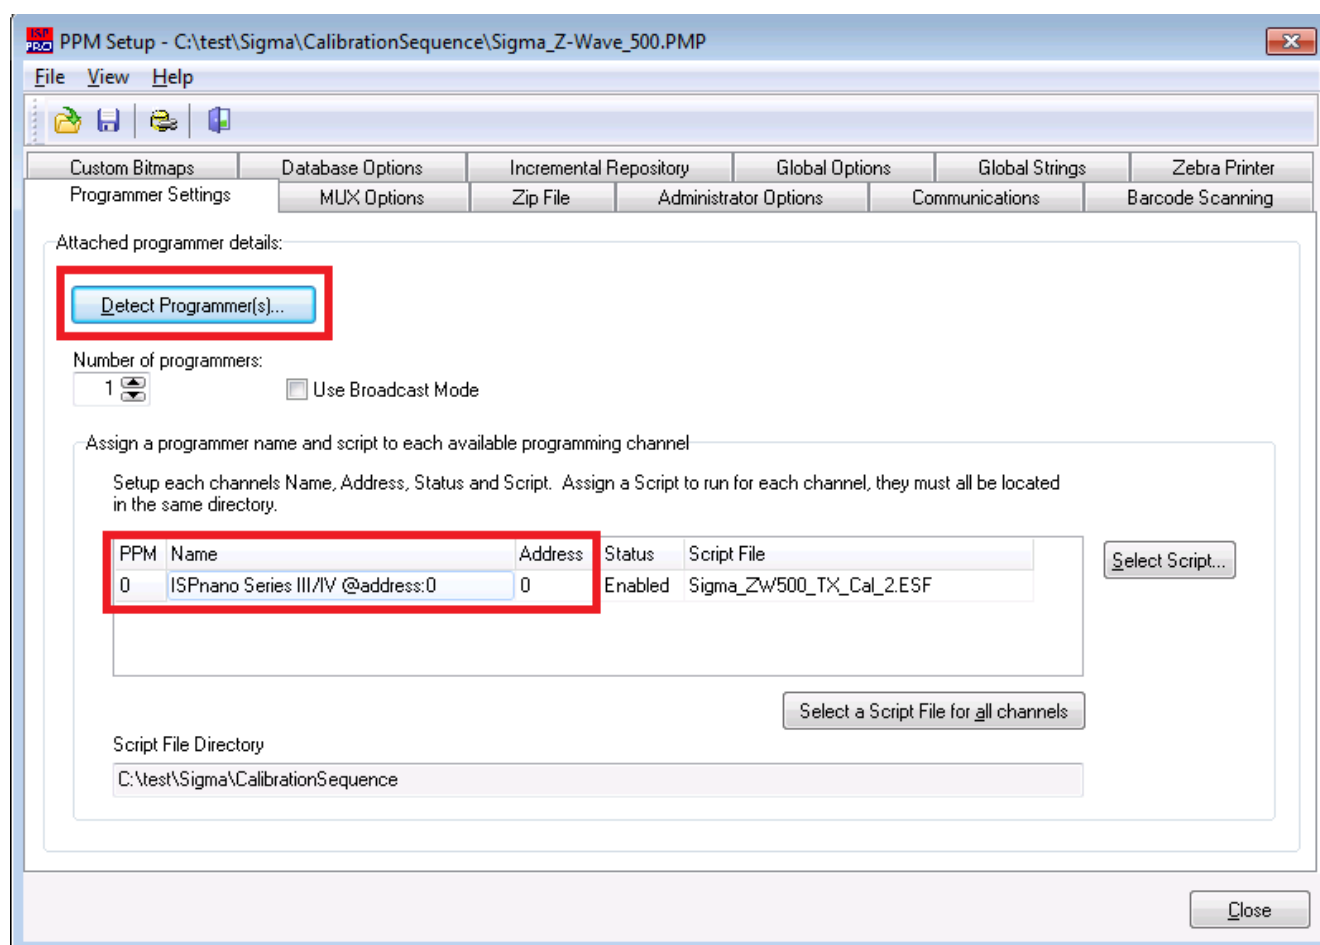 ISP
PRO
PPM Setup - C:\test\Sigma\CalibrationSequence\Sigma_Z-Wave_500.PMP
File View Help
Custom Bitmaps Database Options Incremental Repository Global Options Global Strings Zebra Printer
Programmer Settings MUX Options Zip File Administrator Options Communications Barcode Scanning
Attached programmer details:
Detect Programmer(s)...
Number of programmers:
1 Use Broadcast Mode
Assign a programmer name and script to each available programming channel
Setup each channels Name, Address, Status and Script. Assign a Script to run for each channel, they must all be located
in the same directory.
PPM Name Address Status Script File
0 ISPnano Series III/IV @address:0 0 Enabled Sigma_ZW500_TX_Cal_2.ESF
Select Script...
Select a Script File for all channels
Script File Directory
C:\test\Sigma\CalibrationSequence
Close